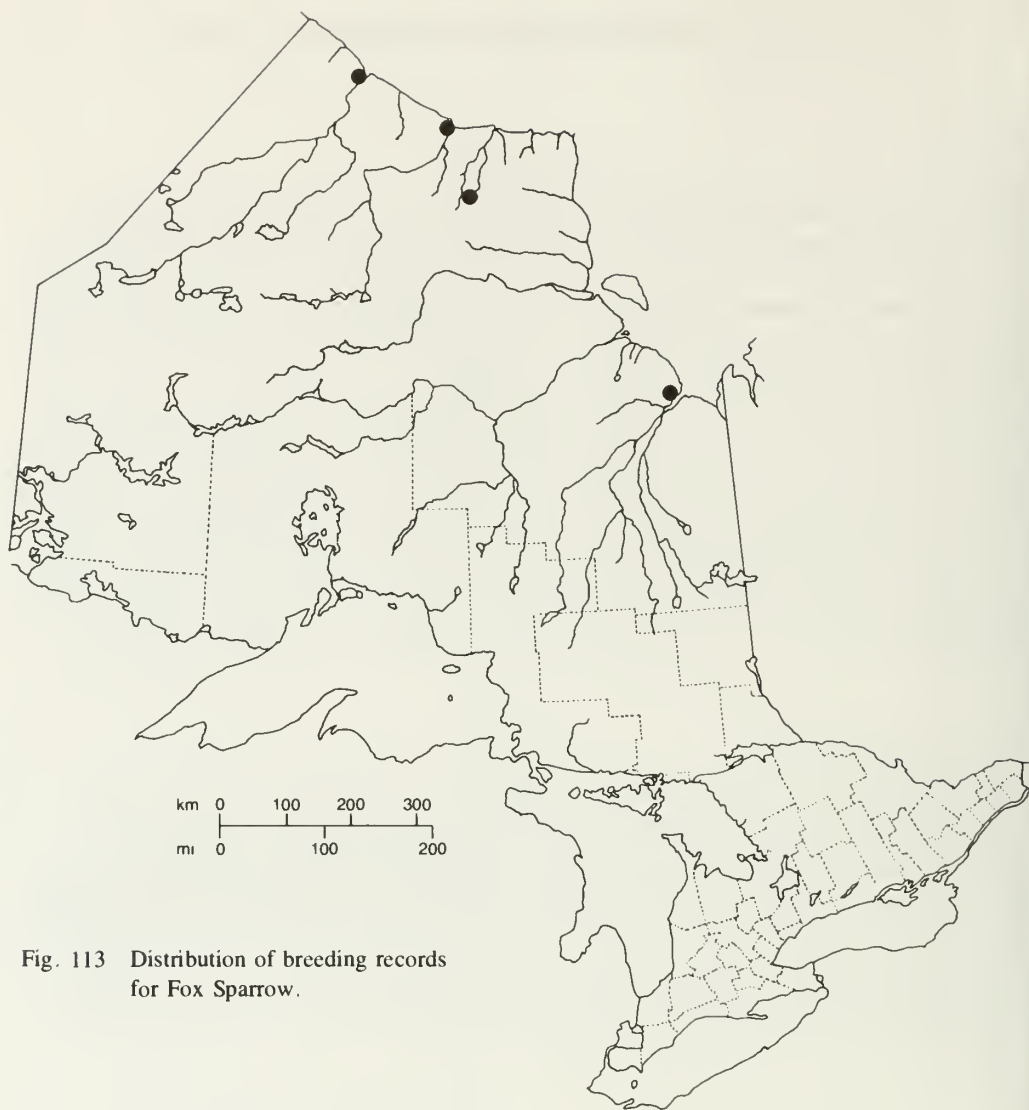 km 0 100 200 300
mi 0 100 200
Fig. 113 Distribution of breeding records
for Fox Sparrow.